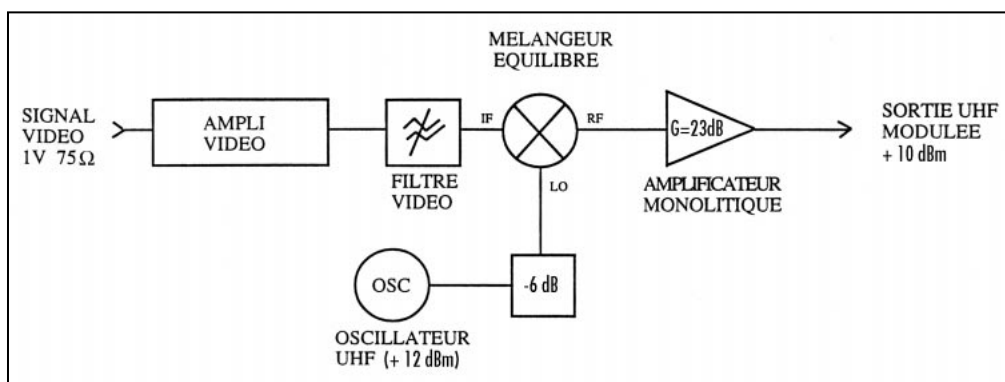 MELANGEUR
EQUILIBRE
SIGNAL
VIDEO
1V 75Ω
AMPLI
VIDEO
IF
RF
G=23dB
SORTIE UHF
MODULEE
+ 10 dBm
FILTRE
VIDEO
LO
AMPLIFICATEUR
MONOLITIQUE
OSC
-6 dB
OSCILLATEUR
UHF (+ 12 dBm)